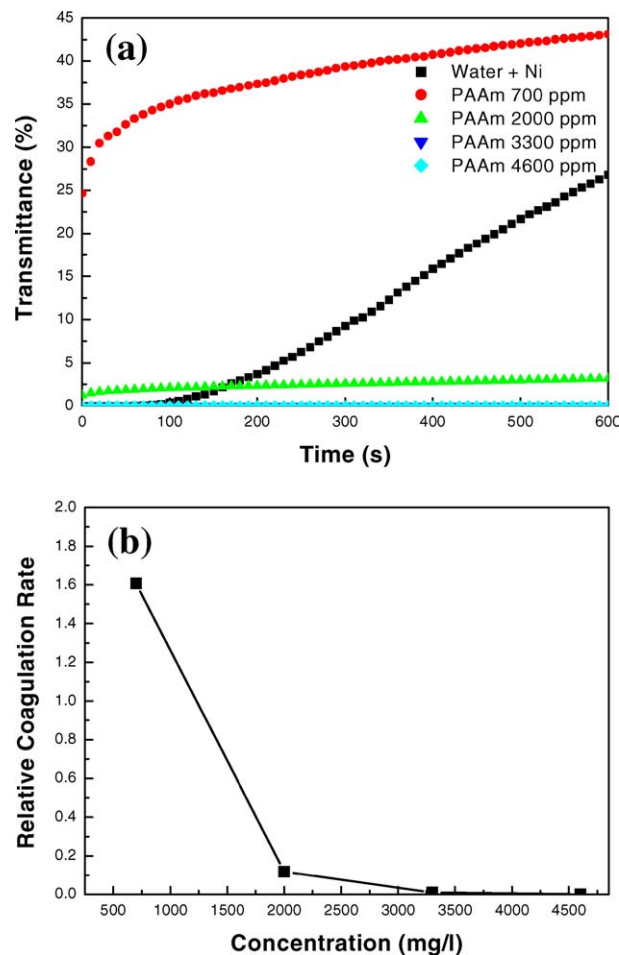 (a)
45
40
35
30
25
20
15
10
5
0
Transmittance (%)
Water + Ni
PAAm 700 ppm
PAAm 2000 ppm
PAAm 3300 ppm
PAAm 4600 ppm
0 100 200 300 400 500 600
Time (s)
(b)
2.0
1.8
1.6
1.4
1.2
1.0
0.8
0.6
0.4
0.2
0.0
Relative Coagulation Rate
500 1000 1500 2000 2500 3000 3500 4000 4500
Concentration (mg/l)